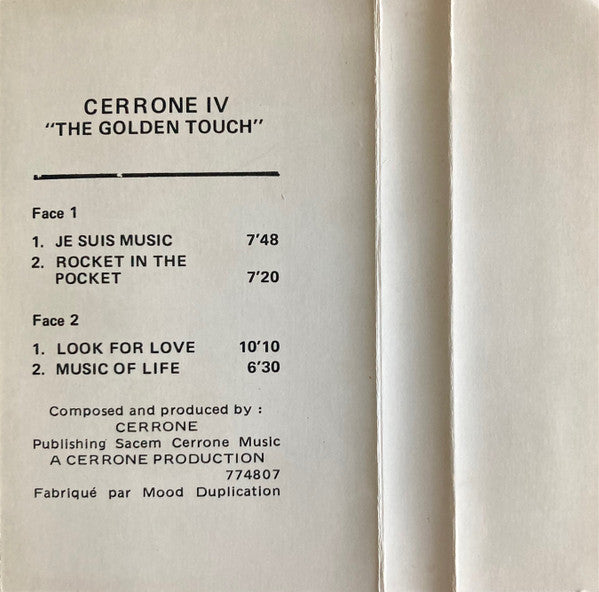 CERRONE IV
"THE GOLDEN TOUCH"
Face 1
1. JE SUIS MUSIC 7'48
2. ROCKET IN THE
POCKET 7'20
Face 2
1. LOOK FOR LOVE 10'10
2. MUSIC OF LIFE 6'30
Composed and produced by :
CERRONE
Publishing Sacem Cerrone Music
A CERRONE PRODUCTION
774807
Fabriqué par Mood Duplication